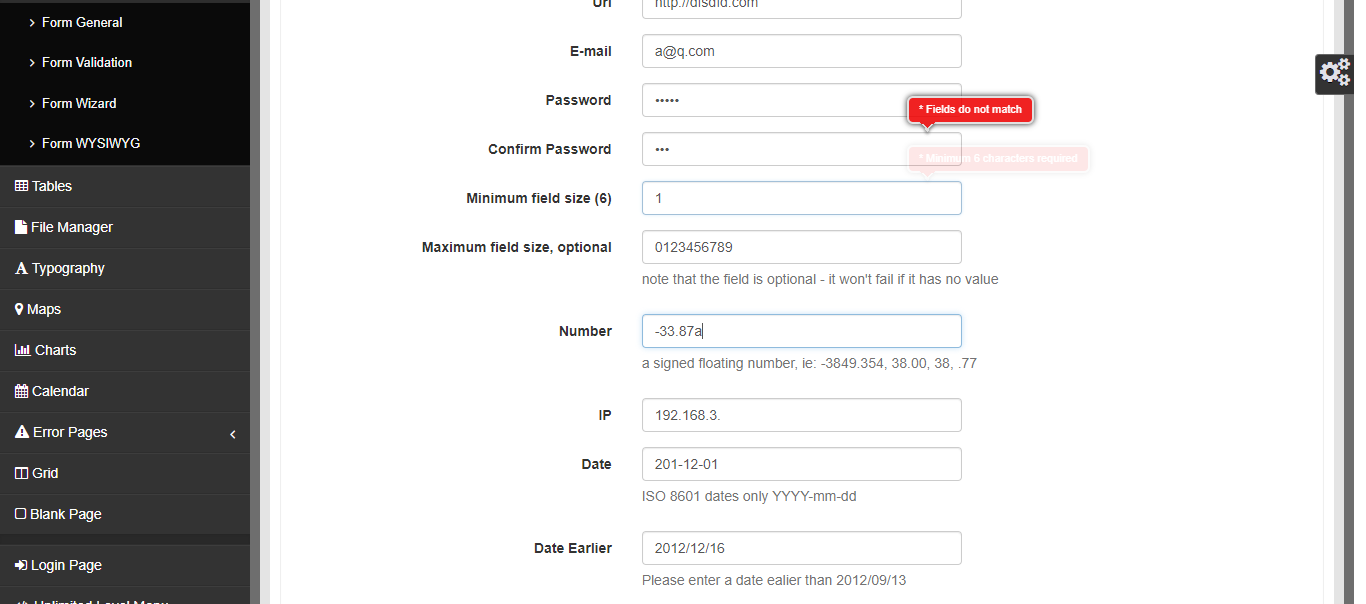 Form General
Form Validation
Form Wizard
Form WYSIWYG
Tables
File Manager
Typography
Maps
Charts
Calendar
Error Pages
Grid
Blank Page
Login Page
Unlimited Level Menu
Url
http://dfsdfd.com
E-mail
a@q.com
Password
•••••
* Fields do not match
Confirm Password
•••
* Minimum 6 characters required
Minimum field size (6)
1
Maximum field size, optional
0123456789
note that the field is optional - it won't fail if it has no value
Number
-33.87a
a signed floating number, ie: -3849.354, 38.00, 38, .77
IP
192.168.3.
Date
201-12-01
ISO 8601 dates only YYYY-mm-dd
Date Earlier
2012/12/16
Please enter a date ealier than 2012/09/13